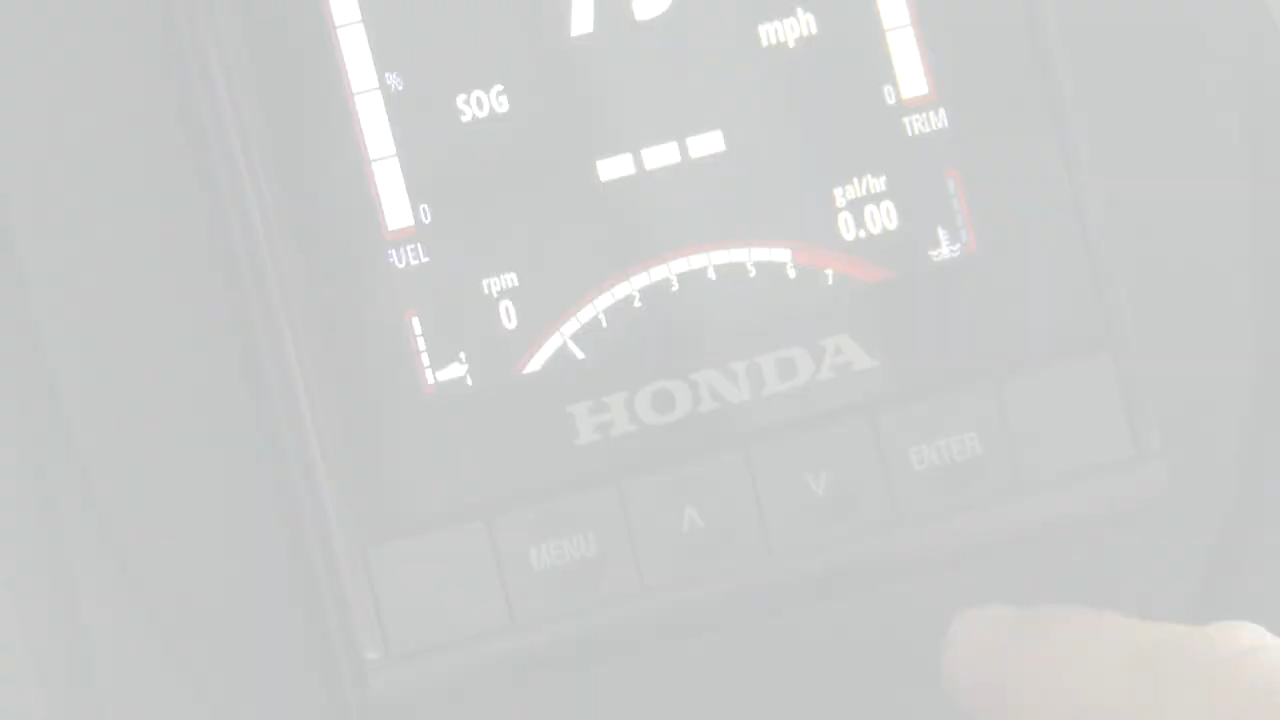 mph
%
SOG
0
TRIM
0
gal/hr
0.00
FUEL
rpm
0
1 2 3 4 5 6 7
HONDA
MENU
ENTER